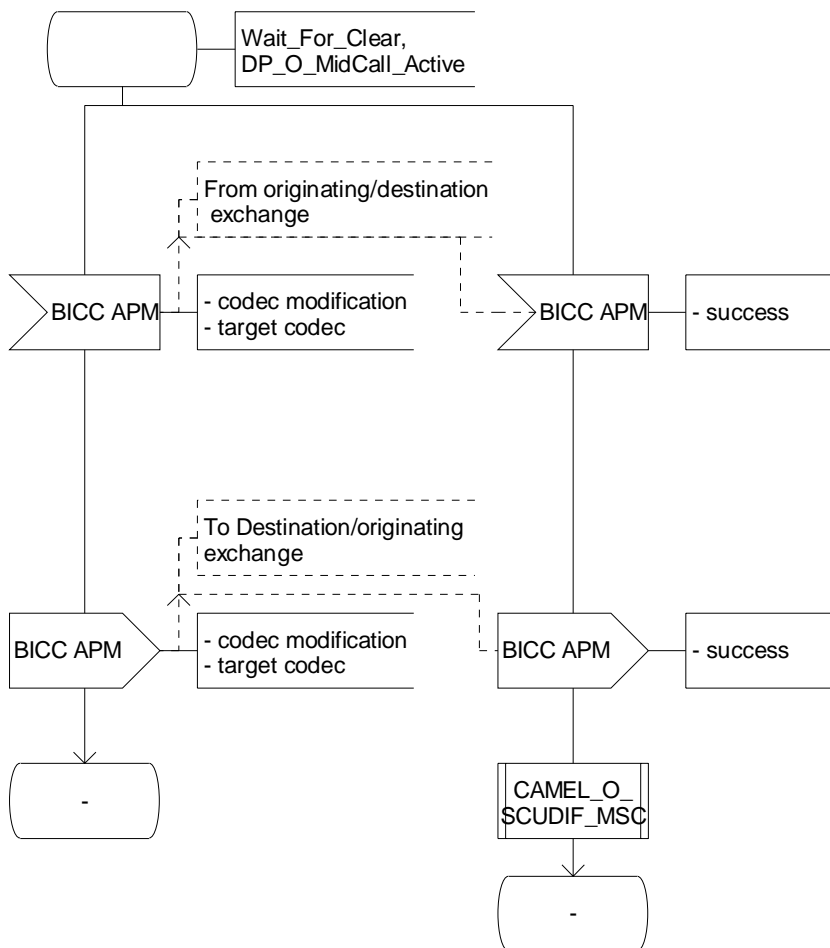 Wait_For_Clear,
DP_O_MidCall_Active
From originating/destination
exchange
BICC APM
- codec modification
- target codec
BICC APM
- success
To Destination/originating
exchange
BICC APM
- codec modification
- target codec
BICC APM
- success
-
CAMEL_O_
SCUDIF_MSC
-